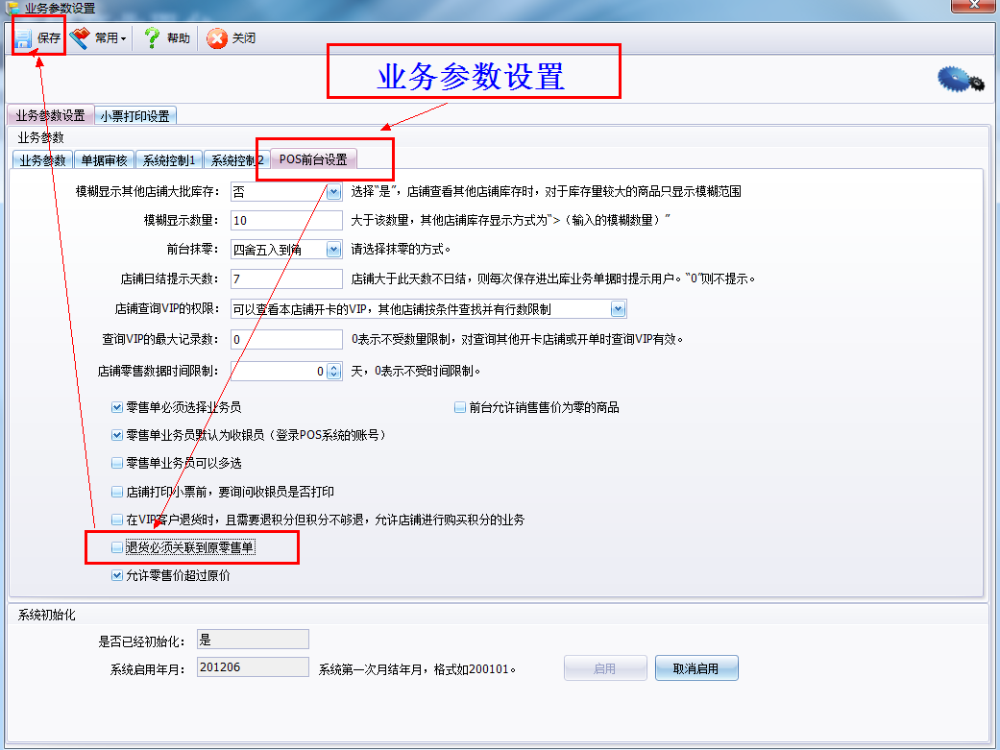 业务参数设置
保存 常用 帮助 关闭
业务参数设置
业务参数设置 小票打印设置
业务参数
业务参数 单据审核 系统控制1 系统控制2 POS前台设置
模糊显示其他店铺大批库存： 否 选择“是”，店铺查看其他店铺库存时，对于库存量较大的商品只显示模糊范围
模糊显示数量： 10 大于该数量，其他店铺库存显示方式为“>（输入的模糊数量）”
前台抹零： 四舍五入到角 请选择抹零的方式。
店铺日结提示天数： 7 店铺大于此天数不日结，则每次保存进出库业务单据时提示用户。“0”则不提示。
店铺查询VIP的权限： 可以查看本店铺开卡的VIP，其他店铺按条件查找并有行数限制
查询VIP的最大记录数： 0 0表示不受数量限制，对查询其他开卡店铺或开单时查询VIP有效。
店铺零售数据时间限制： 0 天，0表示不受时间限制。
零售单必须选择业务员 前台允许销售售价为零的商品
零售单业务员默认为收银员（登录POS系统的账号）
零售单业务员可以多选
店铺打印小票前，要询问收银员是否打印
在VIP客户退货时，且需要退积分但积分不够退，允许店铺进行购买积分的业务
退货必须关联到原零售单
允许零售价超过原价
系统初始化
是否已经初始化： 是
系统启用年月： 201206 系统第一次月结年月，格式如200101。 启用 取消启用